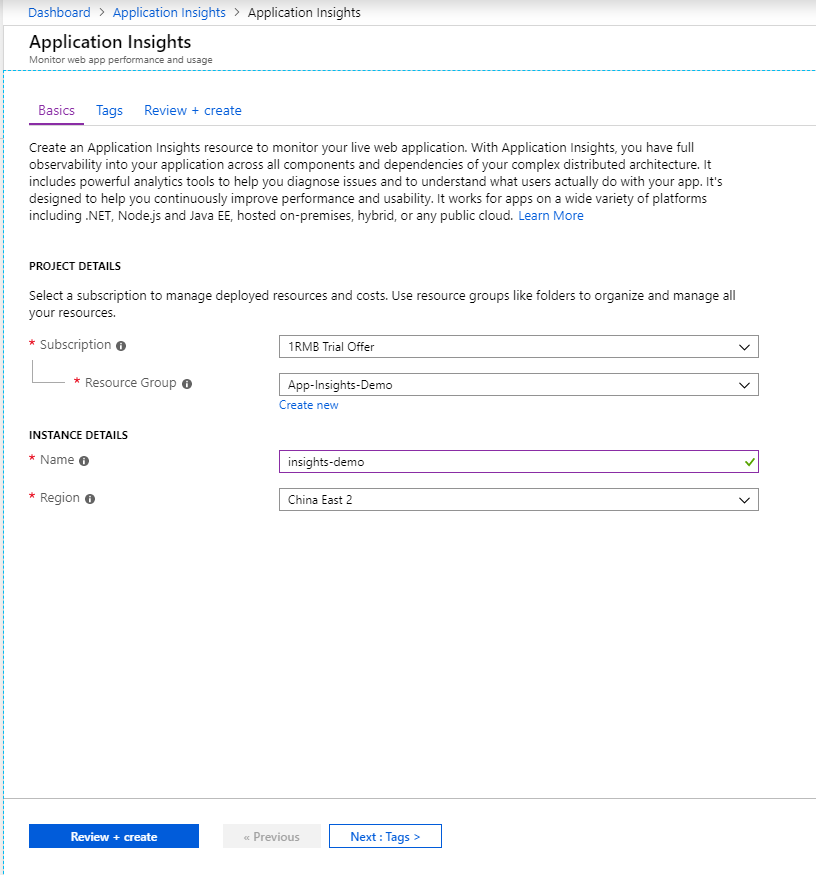 Dashboard > Application Insights > Application Insights
Application Insights
Monitor web app performance and usage
Basics Tags Review + create
Create an Application Insights resource to monitor your live web application. With Application Insights, you have full
observability into your application across all components and dependencies of your complex distributed architecture. It
includes powerful analytics tools to help you diagnose issues and to understand what users actually do with your app. It's
designed to help you continuously improve performance and usability. It works for apps on a wide variety of platforms
including .NET, Node.js and Java EE, hosted on-premises, hybrid, or any public cloud. Learn More
PROJECT DETAILS
Select a subscription to manage deployed resources and costs. Use resource groups like folders to organize and manage all
your resources.
* Subscription 1RMB Trial Offer
* Resource Group App-Insights-Demo
Create new
INSTANCE DETAILS
* Name insights-demo
* Region China East 2
Review + create « Previous Next : Tags >